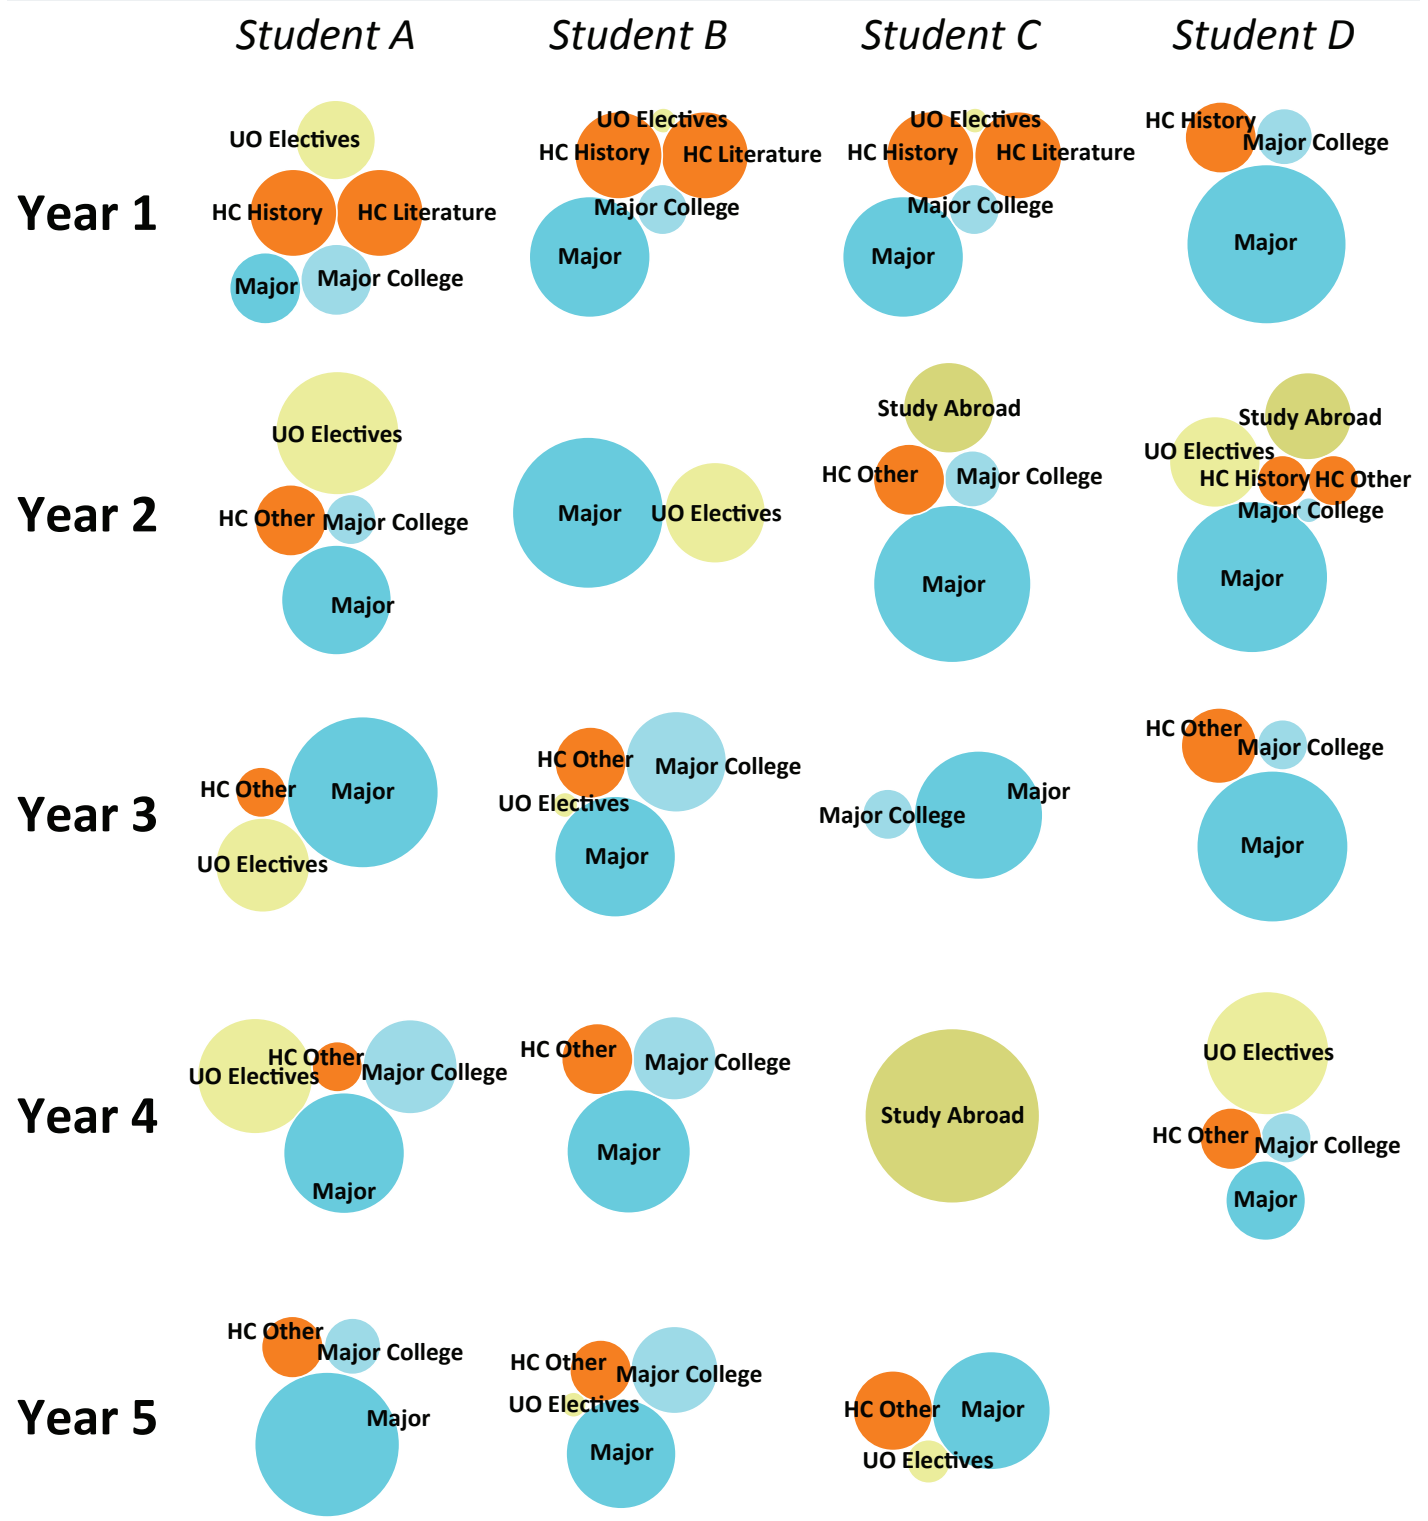 Student A
Student B
Student C
Student D
Year 1
UO Electives
HC History
HC Literature
Major
Major College
UO Electives
HC History
HC Literature
Major College
Major
UO Electives
HC History
HC Literature
Major College
Major
HC History
Major College
Major
Year 2
UO Electives
HC Other
Major College
Major
Major
UO Electives
Study Abroad
HC Other
Major College
Major
Study Abroad
UO Electives
HC History
HC Other
Major College
Major
Year 3
HC Other
Major
UO Electives
HC Other
Major College
UO Electives
Major
Major
Major College
HC Other
Major College
Major
Year 4
HC Other
UO Electives
Major College
Major
HC Other
Major College
Major
Study Abroad
UO Electives
HC Other
Major College
Major
Year 5
HC Other
Major College
Major
HC Other
Major College
UO Electives
Major
HC Other
Major
UO Electives